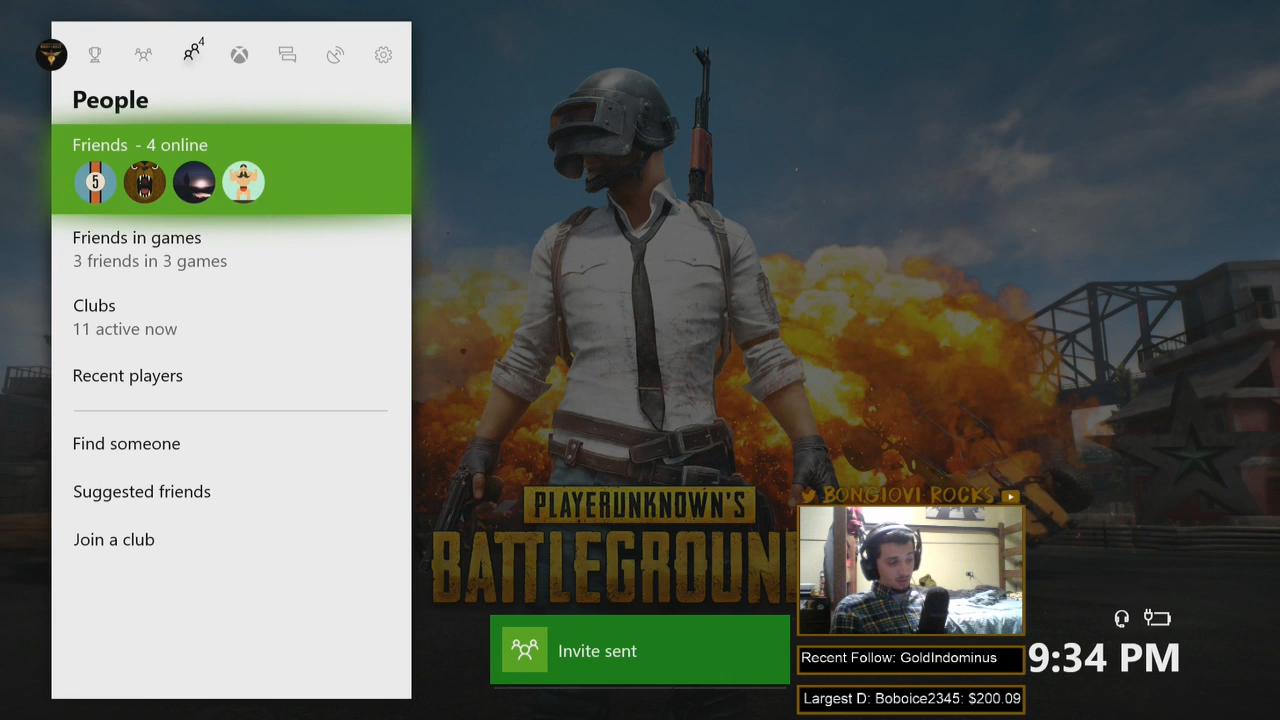 4
People
Friends - 4 online
5
Friends in games
3 friends in 3 games
Clubs
11 active now
Recent players
Find someone
Suggested friends
Join a club
PLAYERUNKNOWN'S
BATTLEGROUN
BONGIOVI ROCKS
Invite sent
Recent Follow: GoldIndominus
Largest D: Boboice2345: $200.09
9:34 PM